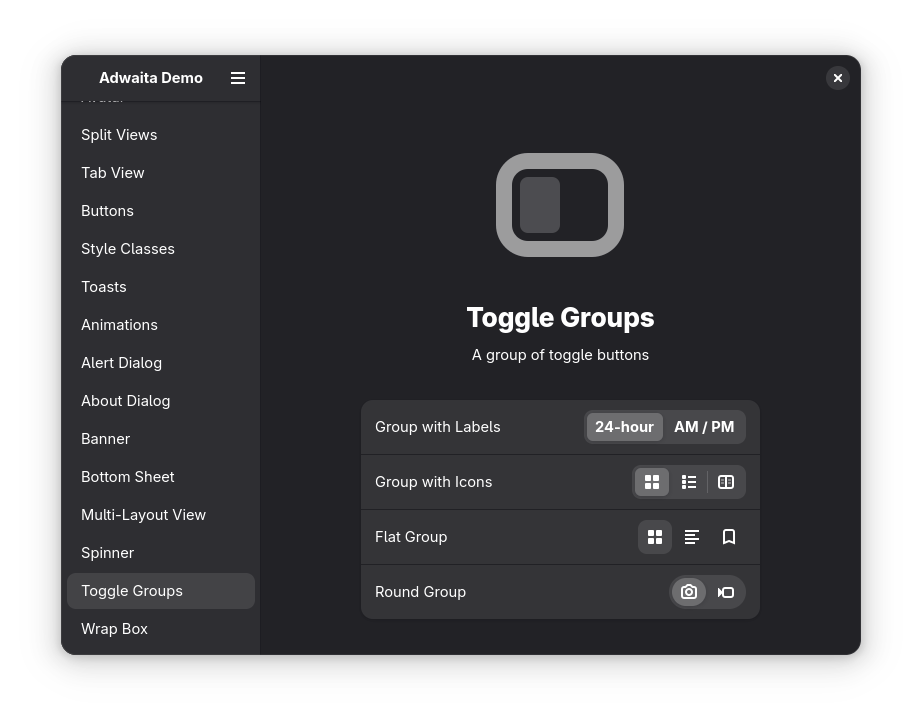 Adwaita Demo
Split Views
Tab View
Buttons
Style Classes
Toasts
Animations
Alert Dialog
About Dialog
Banner
Bottom Sheet
Multi-Layout View
Spinner
Toggle Groups
Wrap Box
Toggle Groups
A group of toggle buttons
Group with Labels 24-hour AM / PM
Group with Icons
Flat Group
Round Group